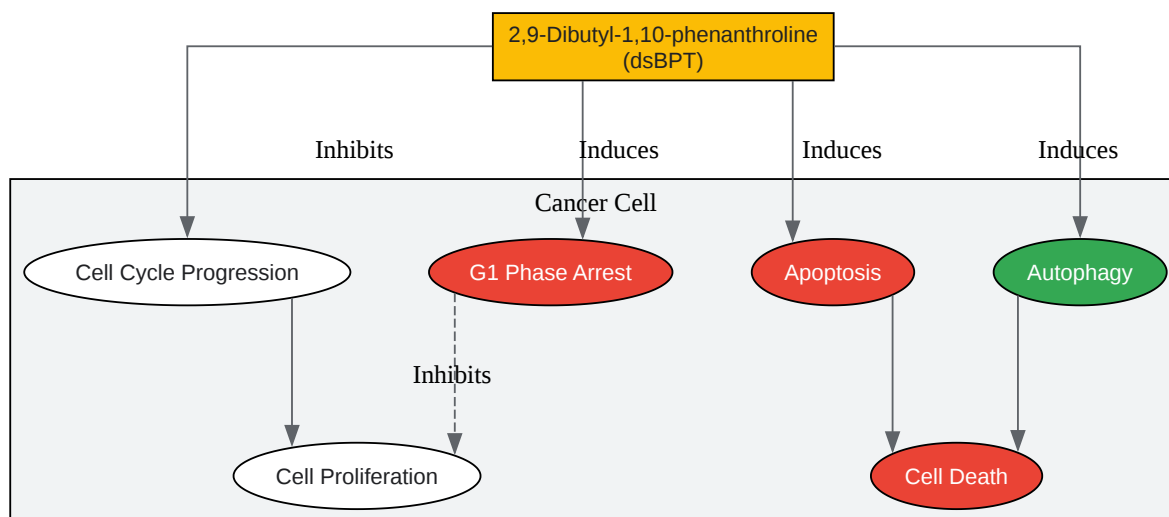 2,9-Dibutyl-1,10-phenanthroline
(dsBPT)
Inhibits
Induces
Induces
Induces
Cancer Cell
Cell Cycle Progression
G1 Phase Arrest
Apoptosis
Autophagy
Inhibits
Cell Proliferation
Cell Death